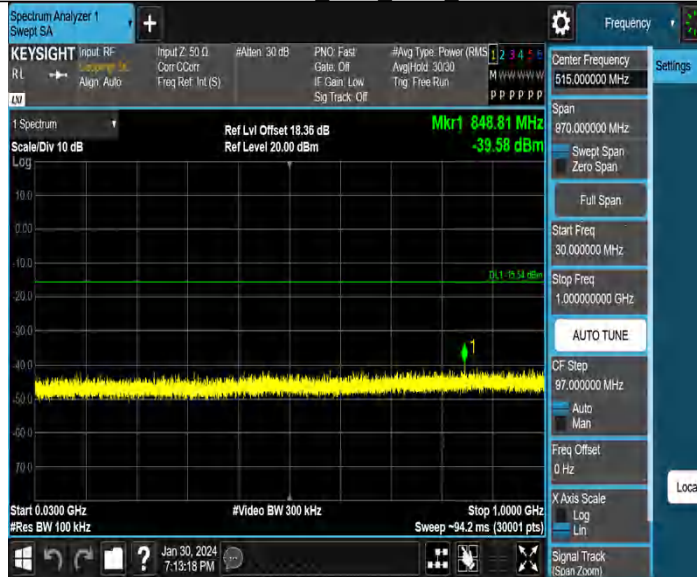 Spectrum Analyzer 1
Swept SA
+
Frequency
KEYSIGHT
Input: RF
Input Z: 50 Ω
#Atten: 30 dB
PNO: Fast
#Avg Type: Power (RMS
1 2 3 4 5 6
RL
Corr CCorr
Gate: Off
Avg|Hold: 30/30
M W W W W W
Align: Auto
Freq Ref: Int (S)
IF Gain: Low
Trig: Free Run
Sig Track: Off
P P P P P P
LXI
1 Spectrum
Ref Lvl Offset 18.36 dB
Mkr1 848.81 MHz
Scale/Div 10 dB
Ref Level 20.00 dBm
-39.58 dBm
Log
10.0
0.00
-10.0
DL1
-20.0
-30.0
1
-40.0
-50.0
-60.0
-70.0
Start 0.0300 GHz
#Video BW 300 kHz
Stop 1.0000 GHz
#Res BW 100 kHz
Sweep ~94.2 ms (30001 pts)
?
Jan 30, 2024
7:13:18 PM
Center Frequency
515.000000 MHz
Settings
Span
970.000000 MHz
Swept Span
Zero Span
Full Span
Start Freq
30.000000 MHz
Stop Freq
1.000000000 GHz
AUTO TUNE
CF Step
97.000000 MHz
Auto
Man
Freq Offset
0 Hz
Loca
X Axis Scale
Log
Lin
Signal Track
(Span Zoom)